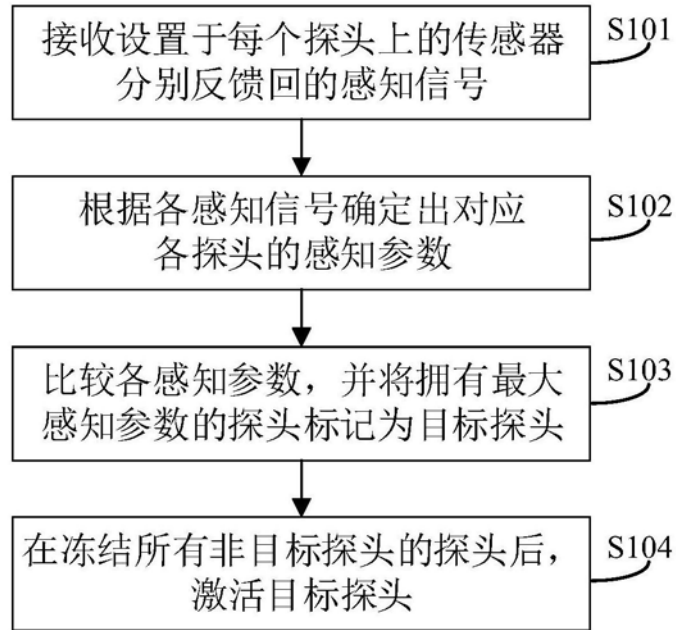 接收设置于每个探头上的传感器
分别反馈回的感知信号
S101
根据各感知信号确定出对应
各探头的感知参数
S102
比较各感知参数，并将拥有最大
感知参数的探头标记为目标探头
S103
在冻结所有非目标探头的探头后，
激活目标探头
S104